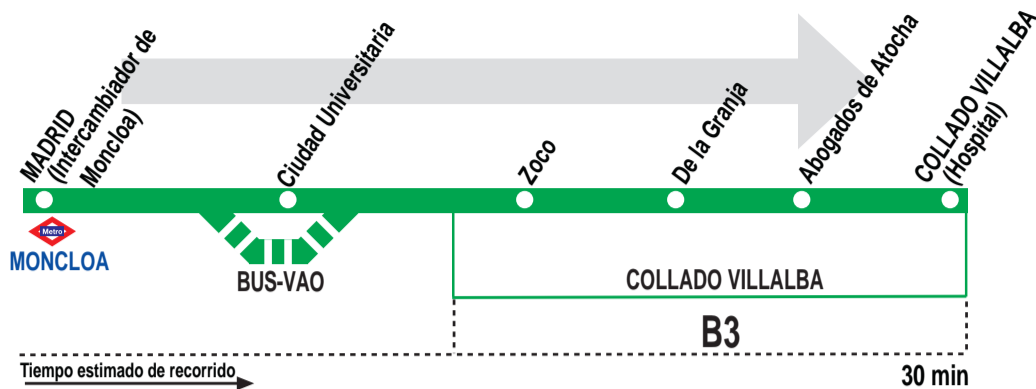 MADRID
(Intercambiador de
Moncloa)
Ciudad Universitaria
Zoco
De la Granja
Abogados de Atocha
COLLADO VILLALBA
(Hospital)
Metro
MONCLOA
BUS-VAO
COLLADO VILLALBA
B3
Tiempo estimado de recorrido
30 min